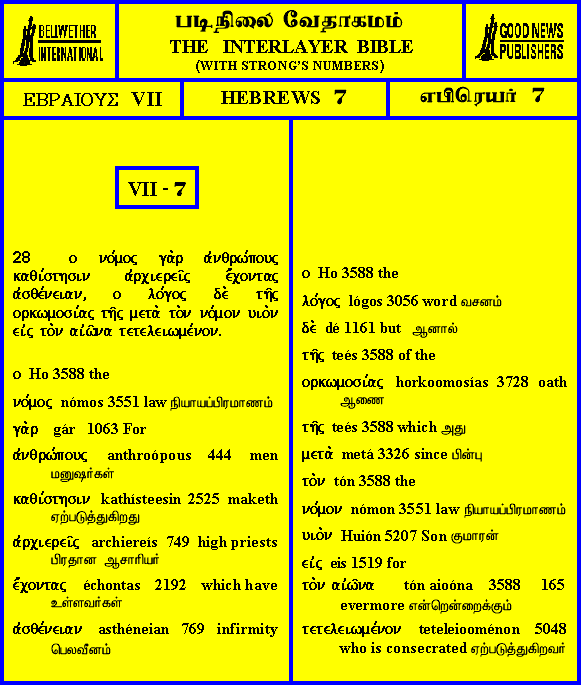 BELLWETHER
INTERNATIONAL
படிநிலை வேதாகமம்
THE INTERLAYER BIBLE
(WITH STRONG'S NUMBERS)
GOOD NEWS
PUBLISHERS
ΕΒΡΑΙΟΥΣ VII
HEBREWS 7
எபிரெயர் 7
VII - 7
28 ο νόμος γὰρ ἀνθρώπους
καθίστησιν ἀρχιερεῖς ἔχοντας
ἀσθένειαν, ο λόγος δὲ τῆς
ορκωμοσίας τῆς μετὰ τὸν νόμον υιὸν
εἰς τὸν αἰῶνα τετελειωμένον.
ο Ho 3588 the
νόμος nómos 3551 law நியாயப்பிரமாணம்
γὰρ gár 1063 For
ἀνθρώπους anthroópous 444 men
மனுஷர்கள்
καθίστησιν kathísteesin 2525 maketh
ஏற்படுத்துகிறது
ἀρχιερεῖς archiereís 749 high priests
பிரதான ஆசாரியர்
ἔχοντας échontas 2192 which have
உள்ளவர்கள்
ἀσθένειαν asthéneian 769 infirmity
பெலவீனம்
ο Ho 3588 the
λόγος lógos 3056 word வசனம்
δὲ dé 1161 but ஆனால்
τῆς teés 3588 of the
ορκωμοσίας horkoomosías 3728 oath
ஆணை
τῆς teés 3588 which அது
μετὰ metá 3326 since பின்பு
τὸν tón 3588 the
νόμον nómon 3551 law நியாயப்பிரமாணம்
υιὸν Huión 5207 Son குமாரன்
εἰς eis 1519 for
τὸν αἰῶνα tón aioóna 3588 165
evermore என்றென்றைக்கும்
τετελειωμένον teteleiooménon 5048
who is consecrated ஏற்படுத்துகிறவர்